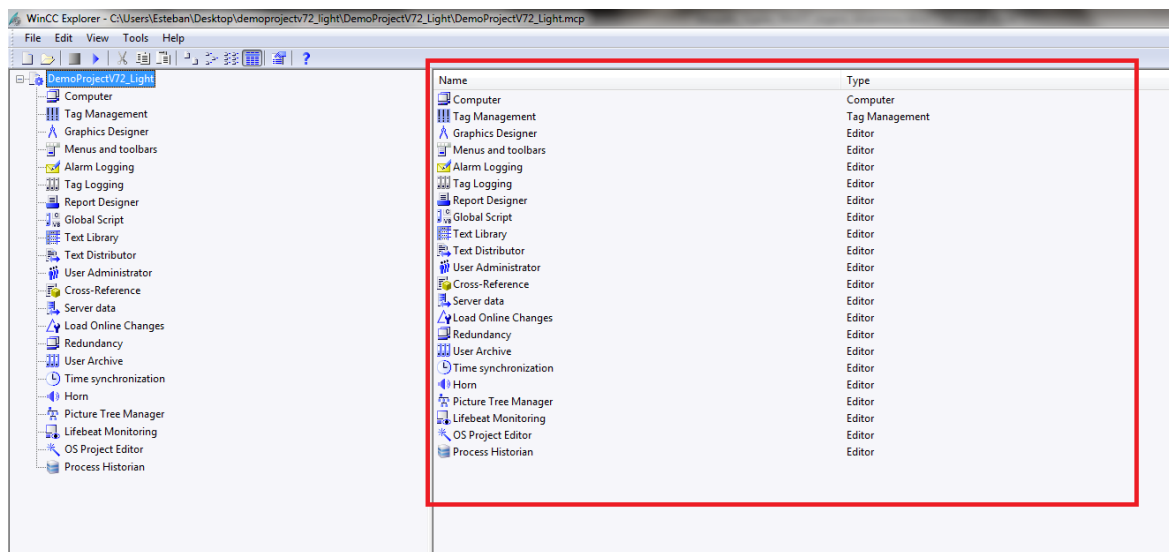 WinCC Explorer - C:\Users\Esteban\Desktop\demoprojectv72_light\DemoProjectV72_Light\DemoProjectV72_Light.mcp
File Edit View Tools Help
DemoProjectV72_Light
Computer
Tag Management
Graphics Designer
Menus and toolbars
Alarm Logging
Tag Logging
Report Designer
Global Script
Text Library
Text Distributor
User Administrator
Cross-Reference
Server data
Load Online Changes
Redundancy
User Archive
Time synchronization
Horn
Picture Tree Manager
Lifebeat Monitoring
OS Project Editor
Process Historian
Name Type
Computer Computer
Tag Management Tag Management
Graphics Designer Editor
Menus and toolbars Editor
Alarm Logging Editor
Tag Logging Editor
Report Designer Editor
Global Script Editor
Text Library Editor
Text Distributor Editor
User Administrator Editor
Cross-Reference Editor
Server data Editor
Load Online Changes Editor
Redundancy Editor
User Archive Editor
Time synchronization Editor
Horn Editor
Picture Tree Manager Editor
Lifebeat Monitoring Editor
OS Project Editor Editor
Process Historian Editor